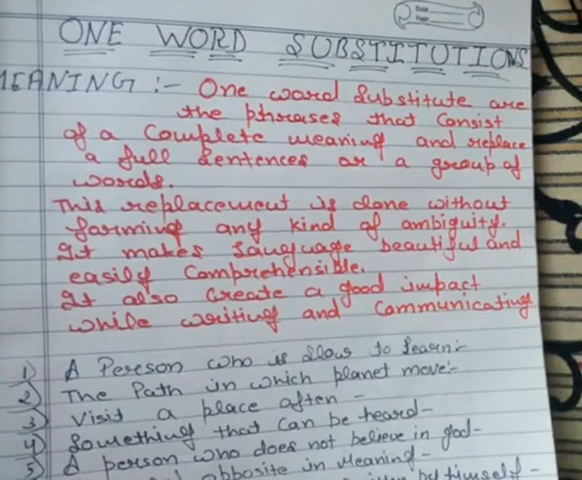 Date
Page
ONE WORD SUBSTITUTIONS
MEANING :- One word Substitute are
the phrases that Consist
of a Complete meaning and replace
a full Sentences or a group of
words.
This replacement is done without
forming any kind of ambiguity.
It makes language beautiful and
easily Comprehensible.
It also Create a good impact
while writing and Communicating
1) A Person who is slow to learn:-
2) The Path in which planet move:-
3) Visit a place often -
4) Something that Can be heard-
5) A person who does not believe in god-
opposite in Meaning -
by himself -